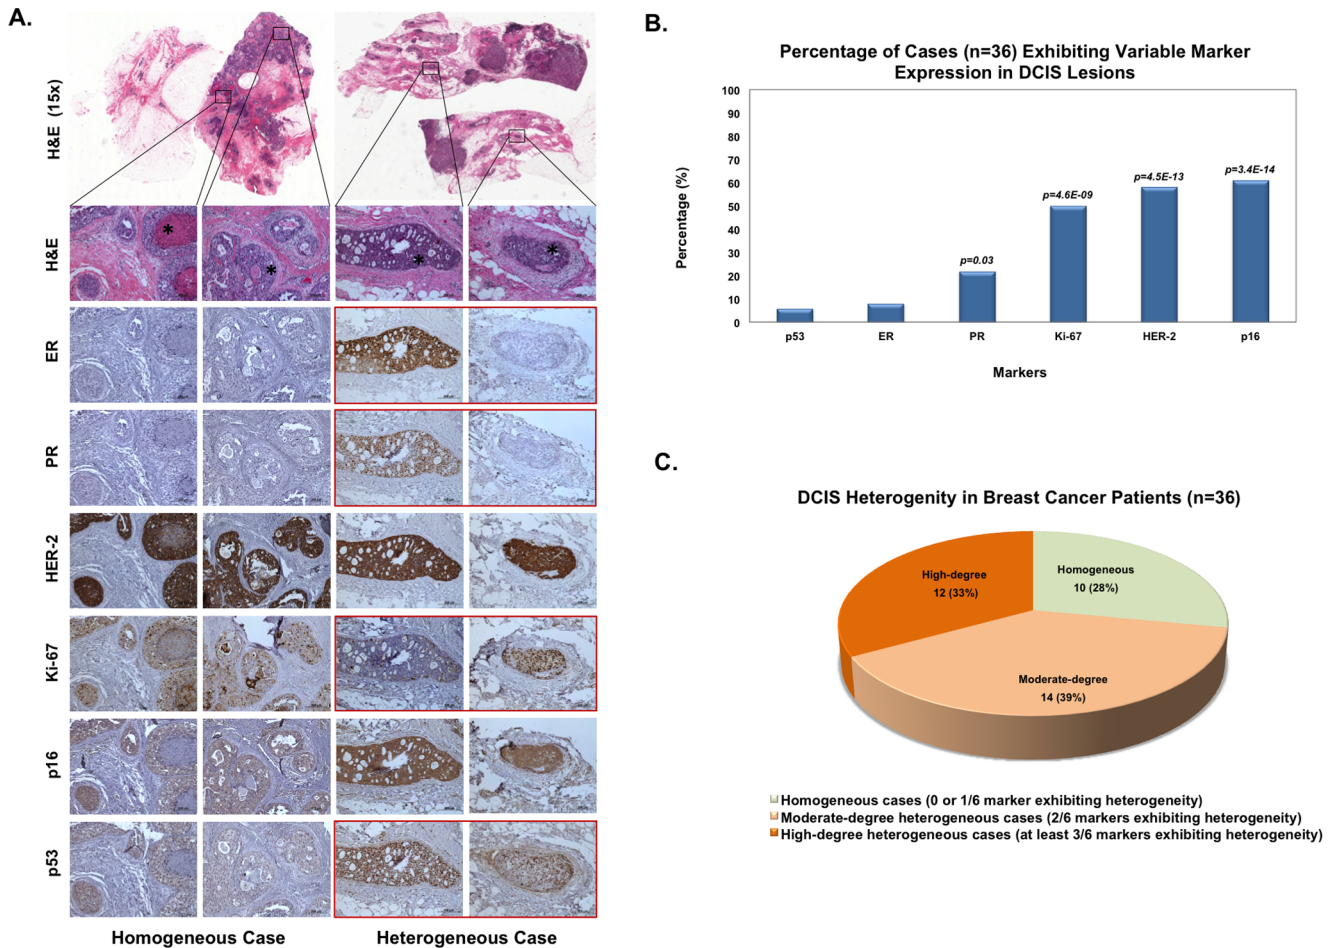 A.
H&E (15x)
H&E
*
*
*
*
ER
PR
HER-2
Ki-67
p16
p53
Homogeneous Case
Heterogeneous Case
B.
Percentage of Cases (n=36) Exhibiting Variable Marker
Expression in DCIS Lesions
Percentage (%)
100
90
80
70
60
50
40
30
20
10
0
p=0.03
p=4.6E-09
p=4.5E-13
p=3.4E-14
p53
ER
PR
Ki-67
HER-2
p16
Markers
C.
DCIS Heterogenity in Breast Cancer Patients (n=36)
High-degree
12 (33%)
Homogeneous
10 (28%)
Moderate-degree
14 (39%)
Homogeneous cases (0 or 1/6 marker exhibiting heterogeneity)
Moderate-degree heterogeneous cases (2/6 markers exhibiting heterogeneity)
High-degree heterogeneous cases (at least 3/6 markers exhibiting heterogeneity)